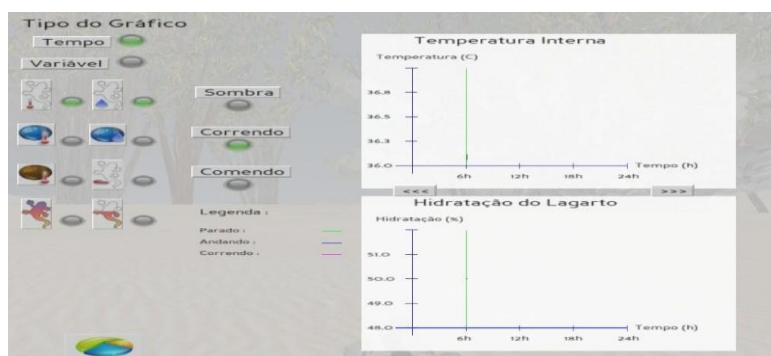 Tipo do Gráfico
Tempo
Variável
Sombra
Correndo
Comendo
Legenda :
Parado :
Andando :
Correndo :
Temperatura Interna
Temperatura (C)
36.8
36.5
36.3
36.0
6h 12h 18h 24h Tempo (h)
<<< >>>
Hidratação do Lagarto
Hidratação (%)
51.0
50.0
49.0
48.0
6h 12h 18h 24h Tempo (h)